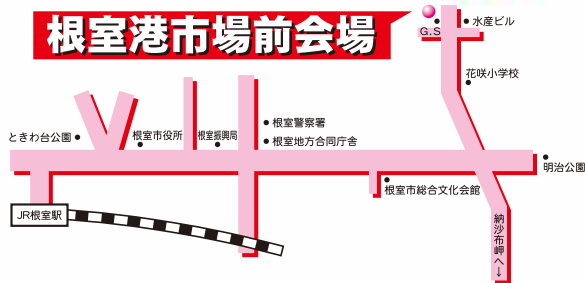 根室港市場前会場
水産ビル
G.S
花咲小学校
根室警察署
ときわ台公園
根室市役所
根室振興局
根室地方合同庁舎
明治公園
根室市総合文化会館
JR根室駅
納沙布岬へ↓